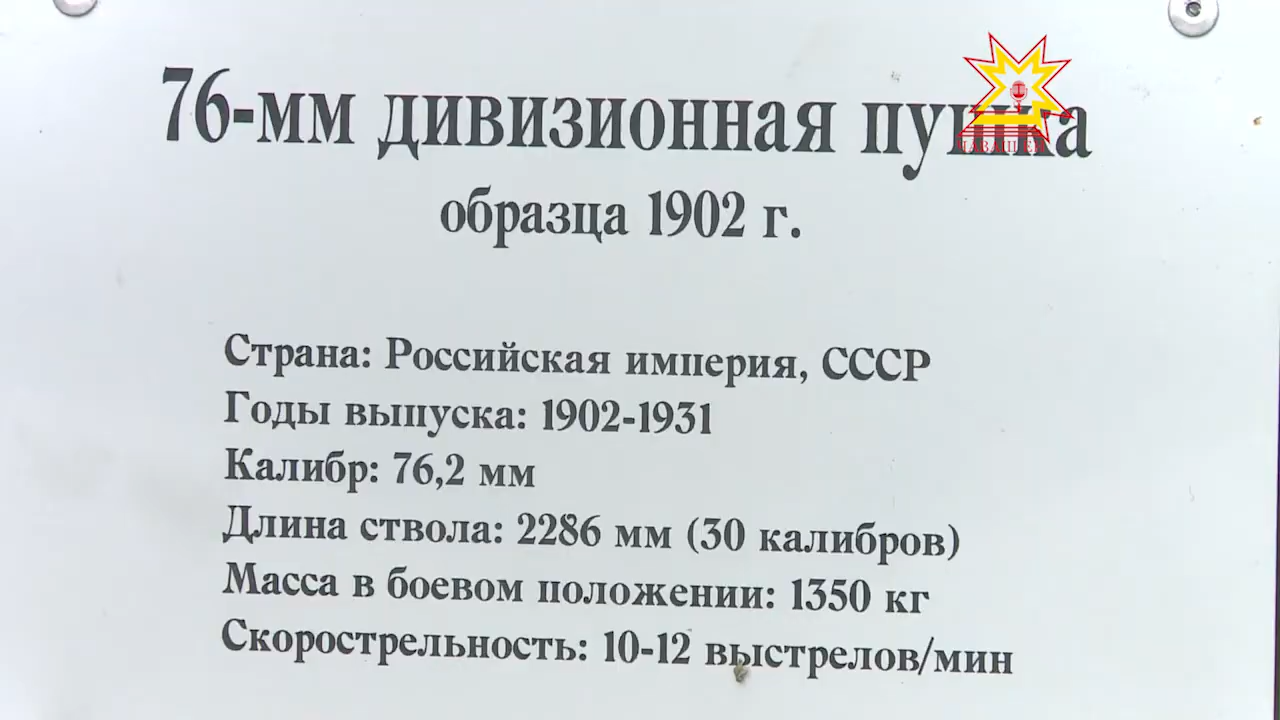 76-мм дивизионная пушка
образца 1902 г.
Страна: Российская империя, СССР
Годы выпуска: 1902-1931
Калибр: 76,2 мм
Длина ствола: 2286 мм (30 калибров)
Масса в боевом положении: 1350 кг
Скорострельность: 10-12 выстрелов/мин